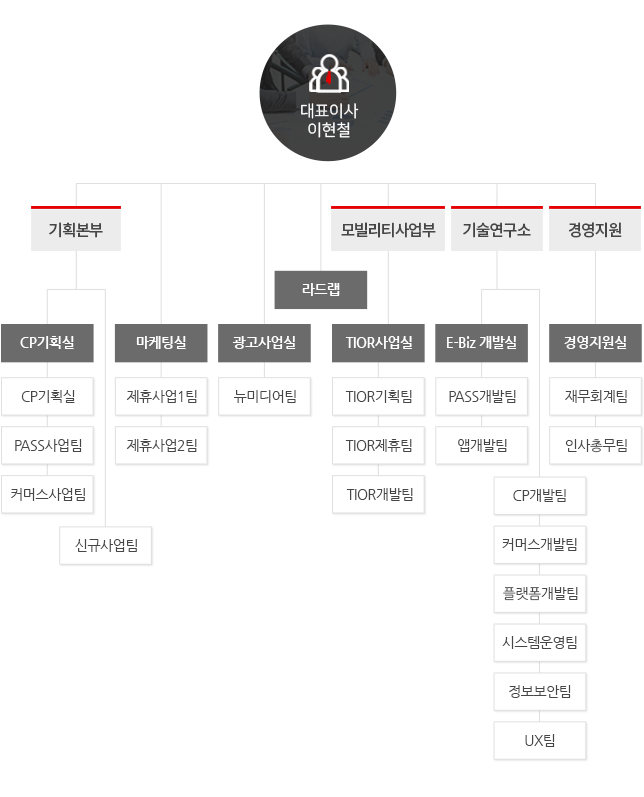 대표이사
이현철
기획본부
모빌리티사업부
기술연구소
경영지원
라드랩
CP기획실
마케팅실
광고사업실
TIOR사업실
E-Biz 개발실
경영지원실
CP기획실
제휴사업1팀
뉴미디어팀
TIOR기획팀
PASS개발팀
재무회계팀
PASS사업팀
제휴사업2팀
TIOR제휴팀
앱개발팀
인사총무팀
커머스사업팀
TIOR개발팀
CP개발팀
신규사업팀
커머스개발팀
플랫폼개발팀
시스템운영팀
정보보안팀
UX팀